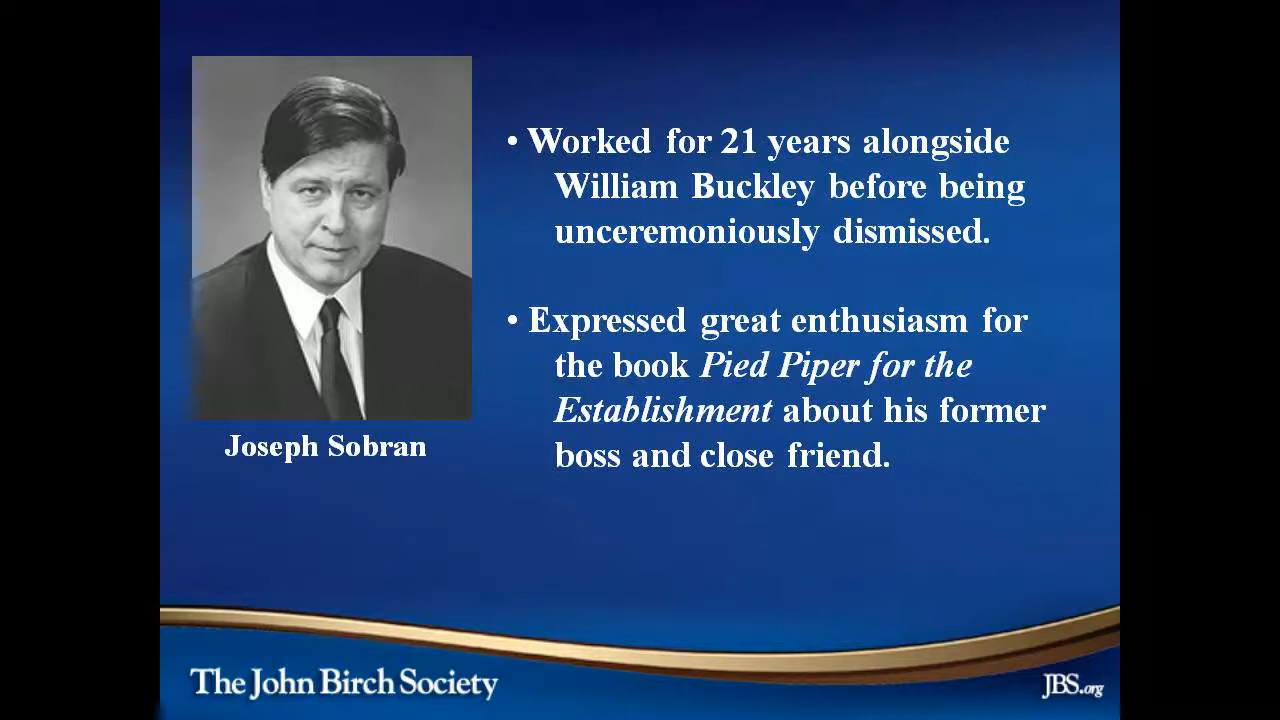 • Worked for 21 years alongside
William Buckley before being
unceremoniously dismissed.
• Expressed great enthusiasm for
the book Pied Piper for the
Establishment about his former
boss and close friend.
Joseph Sobran
The John Birch Society
JBS.org